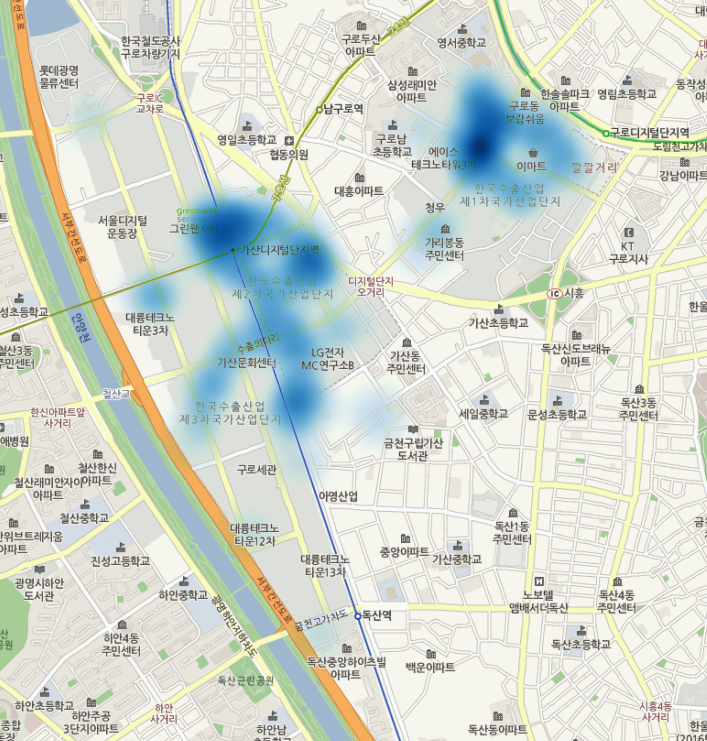 한국철도공사
구로차량기지
구로두산
아파트
영서중학교
롯데광명
물류센터
삼성래미안
아파트
구로IC
교차로
남구로역
구로동
보람쉬움
한솔솔파크
아파트
영림초등학교
영일초등학교
협동의원
구로남
초등학교
에이스
테크노타워3차
이마트
구로디지털단지역
깔깔거리
강남아파트
대흥아파트
한국수출산업
제1차국가산업단지
청우
가리봉동
주민센터
KT
구로지사
서울디지털
운동장
가산디지털단지역
한국수출산업
제2차국가산업단지
디지털단지
오거리
IC 시흥
서부간선도로
안양천
대륭테크노
타운3차
가산초등학교
수출의다리
가산문화센터
LG전자
MC연구소B
가산동
주민센터
독산신도브래뉴
아파트
철산교
한신아파트앞
사거리
한국수출산업
제3차국가산업단지
세일중학교
문성초등학교
독산3동
주민센터
금천구립가산
도서관
철산한신
아파트
철산래미안자이
아파트
구로세관
이영산업
철산중학교
독산1동
주민센터
대륭테크노
타운12차
진성고등학교
중앙아파트
가산중학교
대륭테크노
타운13차
광명시하안
도서관
하안중학교
서부간선도로
광명하안지하차도
금천고가차도
독산역
노보텔
앰배서더독산
독산4동
주민센터
하안4동
주민센터
독산초등학교
독산중앙하이츠빌
아파트
백운아파트
독산근린공원
하안초등학교
하안주공
3단지아파트
하안
사거리
하안남
독산동아파트
시흥4동
사거리